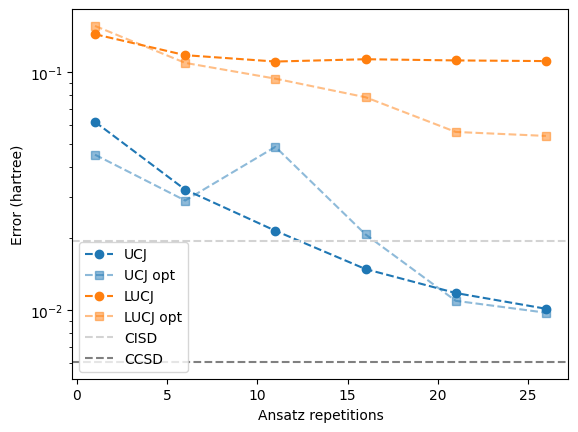 Error (hartree)
10⁻¹
10⁻²
UCJ
UCJ opt
LUCJ
LUCJ opt
CISD
CCSD
0
5
10
15
20
25
Ansatz repetitions